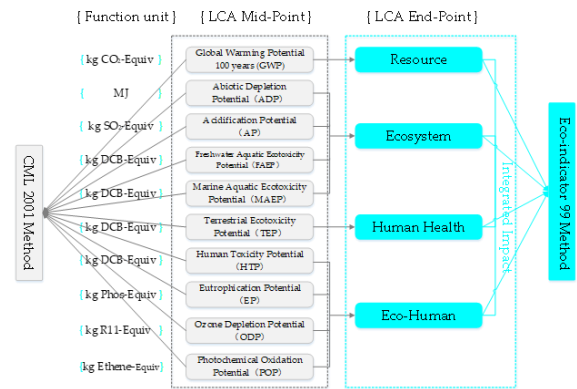 { Function unit } { LCA Mid-Point } { LCA End-Point }
{ kg CO₂-Equiv }
{ MJ }
{ kg SO₂-Equiv }
{ kg DCB-Equiv }
{ kg DCB-Equiv }
{ kg DCB-Equiv }
{ kg DCB-Equiv }
{ kg Phos-Equiv }
{ kg R11-Equiv }
{ kg Ethene-Equiv }
CML 2001 Method
Global Warming Potential
100 years (GWP)
Abiotic Depletion
Potential (ADP)
Acidification Potential
(AP)
Freshwater Aquatic Ecotoxicity
Potential (FAEP)
Marine Aquatic Ecotoxicity
Potential (MAEP)
Terrestrial Ecotoxicity
Potential (TEP)
Human Toxicity Potential
(HTP)
Eutrophication Potential
(EP)
Ozone Depletion Potential
(ODP)
Photochemical Oxidation
Potential (POP)
Resource
Ecosystem
Human Health
Eco-Human
Integrated Impact
Eco-indicator 99 Method